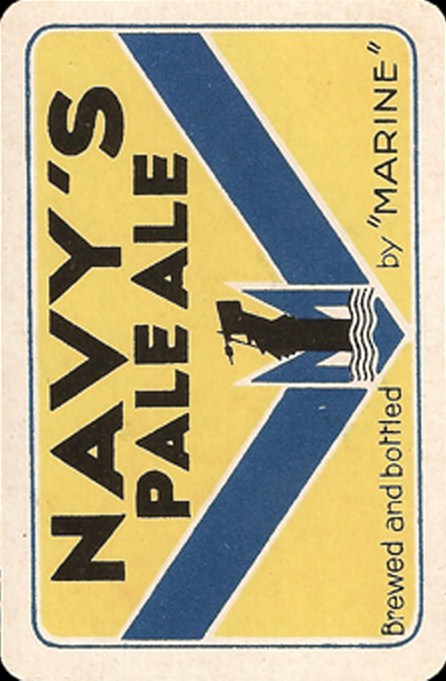 NAVY'S
PALE ALE
Brewed and bottled by "MARINE"